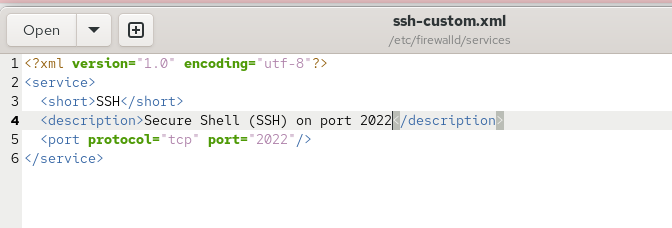 Open
ssh-custom.xml
/etc/firewalld/services
1 <?xml version="1.0" encoding="utf-8"?>
2 <service>
3   <short>SSH</short>
4   <description>Secure Shell (SSH) on port 2022</description>
5   <port protocol="tcp" port="2022"/>
6 </service>